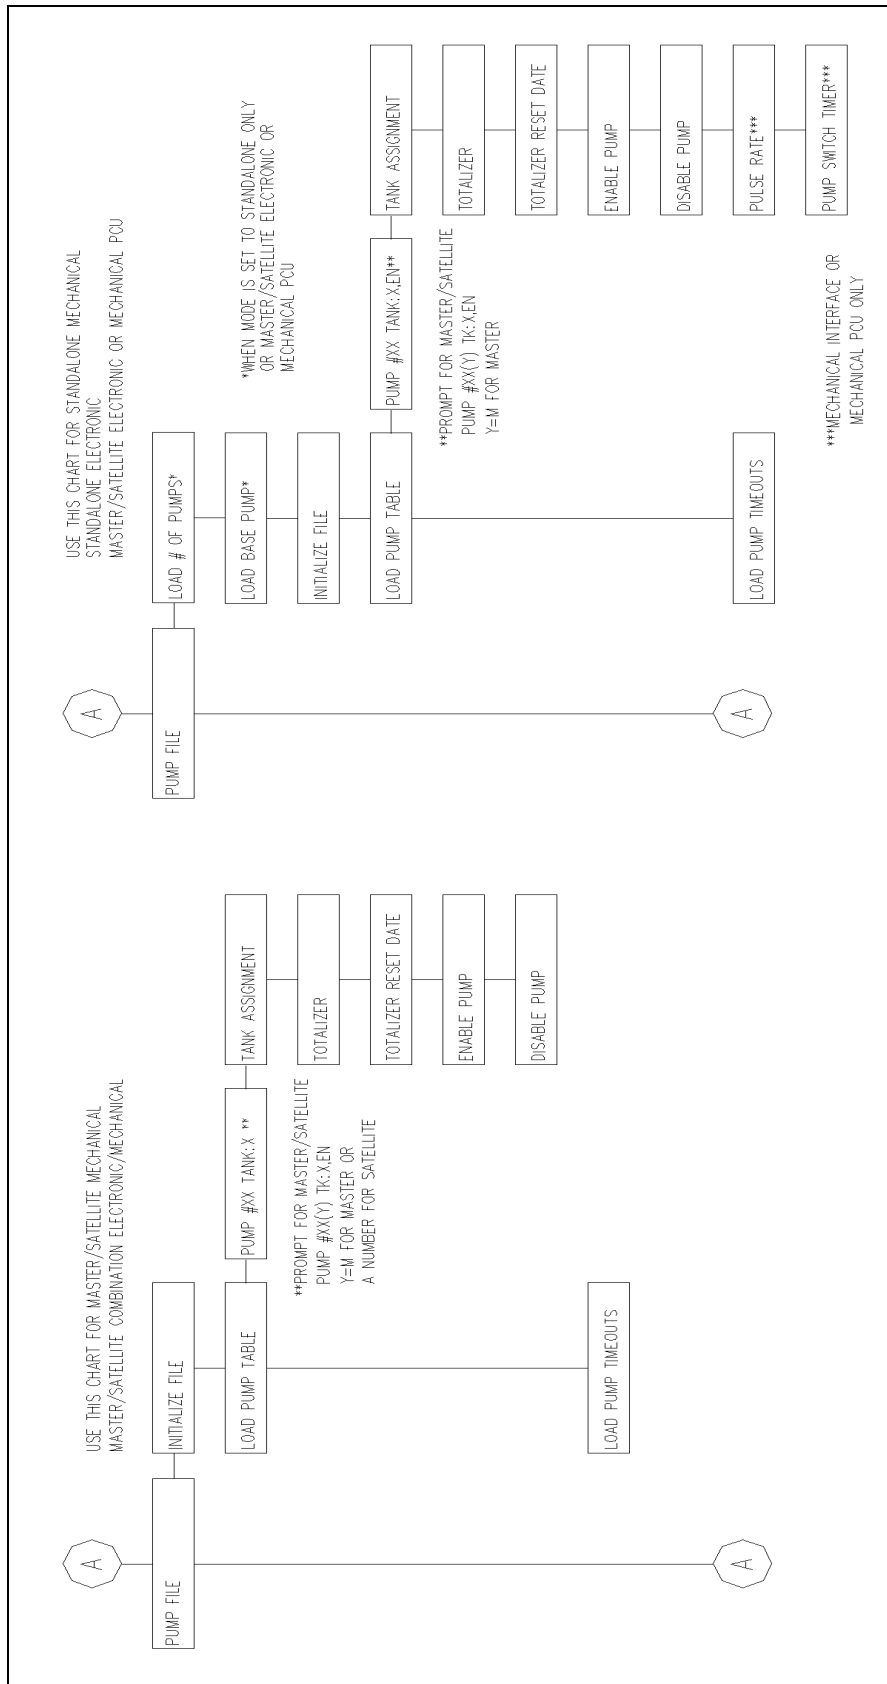 USE THIS CHART FOR MASTER/SATELLITE MECHANICAL
MASTER/SATELLITE COMBINATION ELECTRONIC/MECHANICAL
A
PUMP FILE
INITIALIZE FILE
LOAD PUMP TABLE
PUMP #XX TANK:X **
TANK ASSIGNMENT
**PROMPT FOR MASTER/SATELLITE
PUMP #XX(Y) TK:X,EN
Y=M FOR MASTER OR
A NUMBER FOR SATELLITE
TOTALIZER
TOTALIZER RESET DATE
ENABLE PUMP
DISABLE PUMP
LOAD PUMP TIMEOUTS
A
USE THIS CHART FOR STANDALONE MECHANICAL
STANDALONE ELECTRONIC
MASTER/SATELLITE ELECTRONIC OR MECHANICAL PCU
A
PUMP FILE
LOAD # OF PUMPS*
LOAD BASE PUMP*
*WHEN MODE IS SET TO STANDALONE ONLY
OR MASTER/SATELLITE ELECTRONIC OR
MECHANICAL PCU
INITIALIZE FILE
LOAD PUMP TABLE
PUMP #XX TANK:X,EN**
TANK ASSIGNMENT
**PROMPT FOR MASTER/SATELLITE
PUMP #XX(Y) TK:X,EN
Y=M FOR MASTER
TOTALIZER
TOTALIZER RESET DATE
ENABLE PUMP
DISABLE PUMP
PULSE RATE***
PUMP SWITCH TIMER***
LOAD PUMP TIMEOUTS
A
***MECHANICAL INTERFACE OR
MECHANICAL PCU ONLY